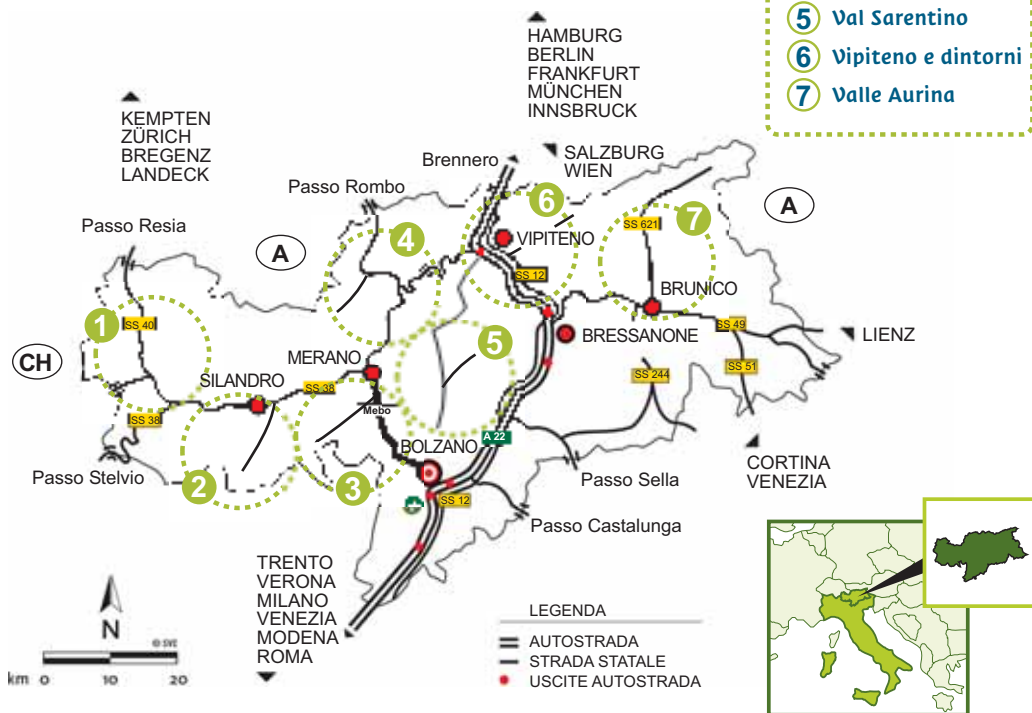 5 Val Sarentino
6 Vipiteno e dintorni
7 Valle Aurina
HAMBURG
BERLIN
FRANKFURT
MÜNCHEN
INNSBRUCK
KEMPTEN
ZÜRICH
BREGENZ
LANDECK
Brennero
SALZBURG
WIEN
Passo Rombo
Passo Resia
A
A
4
6
7
SS 621
VIPITENO
SS 12
BRUNICO
1
SS 40
5
BRESSANONE
SS 49
LIENZ
CH
MERANO
SILANDRO
SS 38
SS 244
SS 51
Mebo
SS 38
A 22
BOLZANO
CORTINA
VENEZIA
Passo Stelvio
2
3
SS 12
Passo Sella
Passo Castalunga
TRENTO
VERONA
MILANO
VENEZIA
MODENA
ROMA
N
© SVE
km 0 10 20
LEGENDA
AUTOSTRADA
STRADA STATALE
USCITE AUTOSTRADA